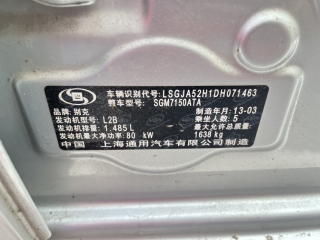 车辆识别代号: LSGJA52H1DH071463
整车型号: SGM7150ATA
品牌: 别克 制造年月: 13-03
发动机型号: L2B 乘坐人数: 5
发动机排量: 1.485 L 最大允许总质量:
发动机最大净功率: 80 kW 1638 kg
中国 上海通用汽车有限公司制造